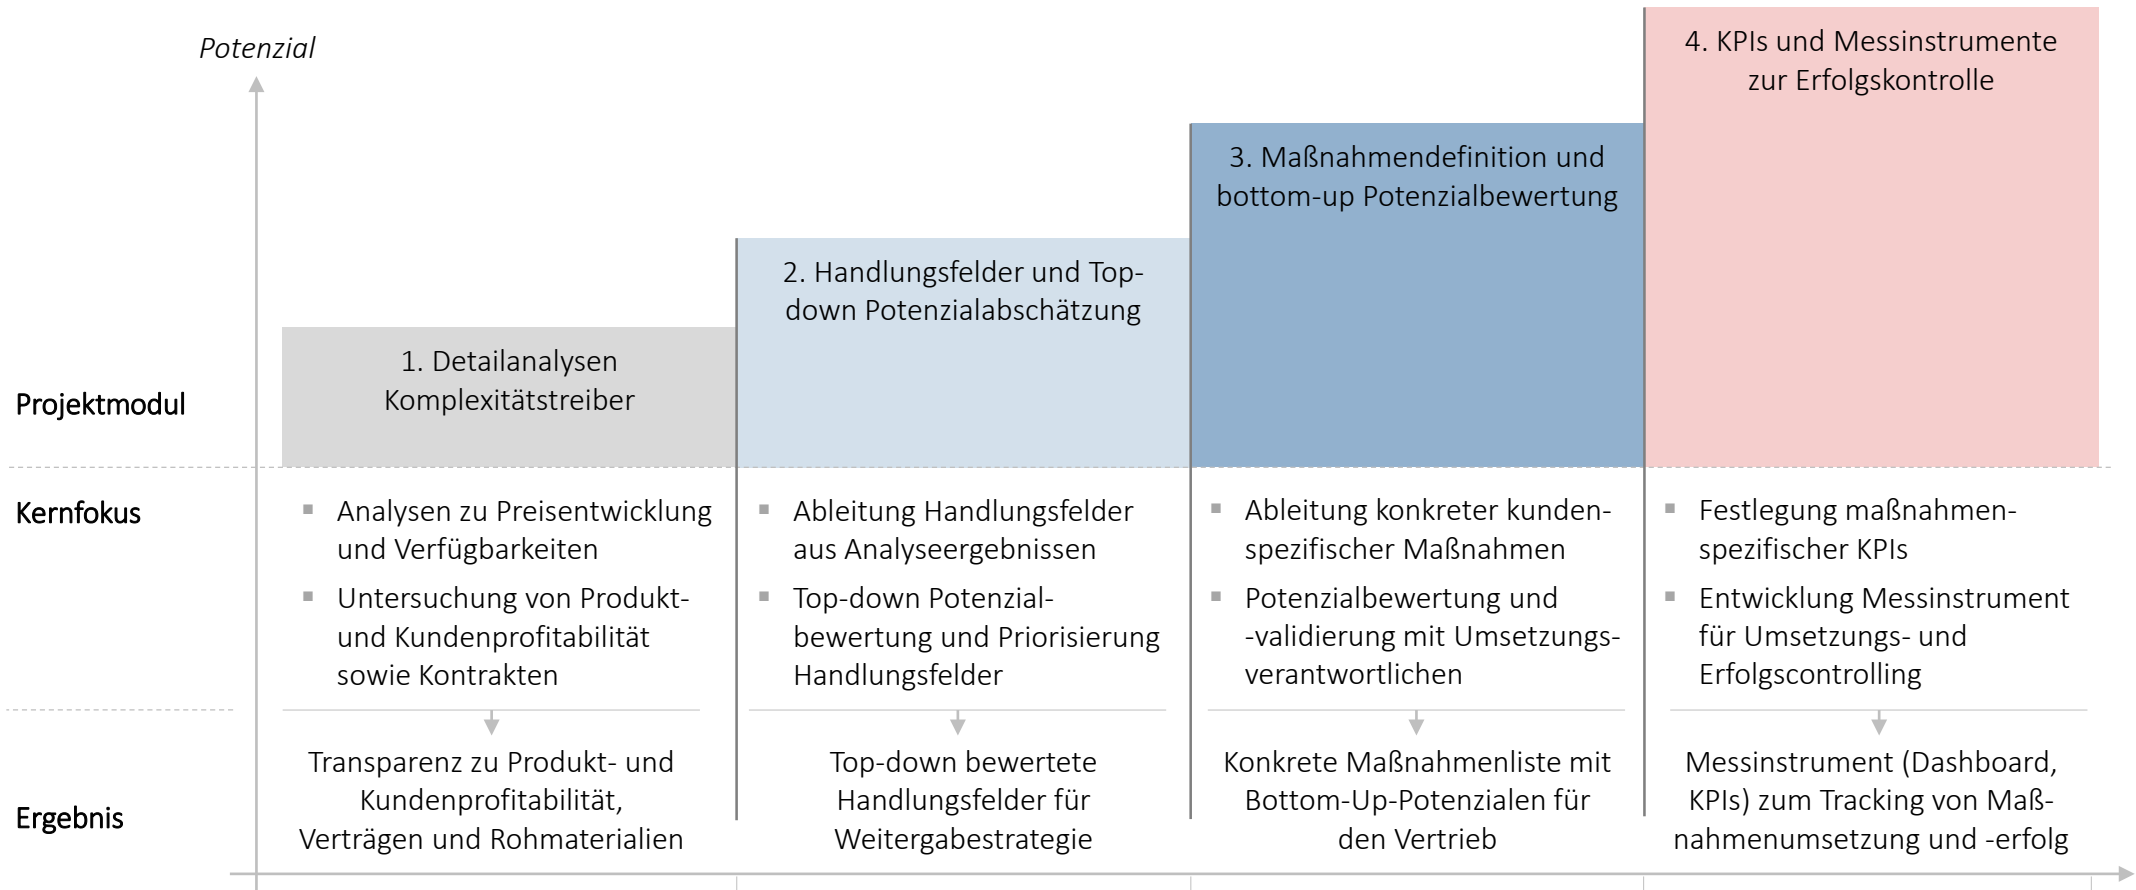 Potenzial
4. KPIs und Messinstrumente
zur Erfolgskontrolle
3. Maßnahmendefinition und
bottom-up Potenzialbewertung
2. Handlungsfelder und Top-
down Potenzialabschätzung
1. Detailanalysen
Komplexitätstreiber
Projektmodul
Kernfokus
▪ Analysen zu Preisentwicklung
und Verfügbarkeiten
▪ Untersuchung von Produkt-
und Kundenprofitabilität
sowie Kontrakten
▪ Ableitung Handlungsfelder
aus Analyseergebnissen
▪ Top-down Potenzial-
bewertung und Priorisierung
Handlungsfelder
▪ Ableitung konkreter kunden-
spezifischer Maßnahmen
▪ Potenzialbewertung und
-validierung mit Umsetzungs-
verantwortlichen
▪ Festlegung maßnahmen-
spezifischer KPIs
▪ Entwicklung Messinstrument
für Umsetzungs- und
Erfolgscontrolling
Ergebnis
Transparenz zu Produkt- und
Kundenprofitabilität,
Verträgen und Rohmaterialien
Top-down bewertete
Handlungsfelder für
Weitergabestrategie
Konkrete Maßnahmenliste mit
Bottom-Up-Potenzialen für
den Vertrieb
Messinstrument (Dashboard,
KPIs) zum Tracking von Maß-
nahmenumsetzung und -erfolg